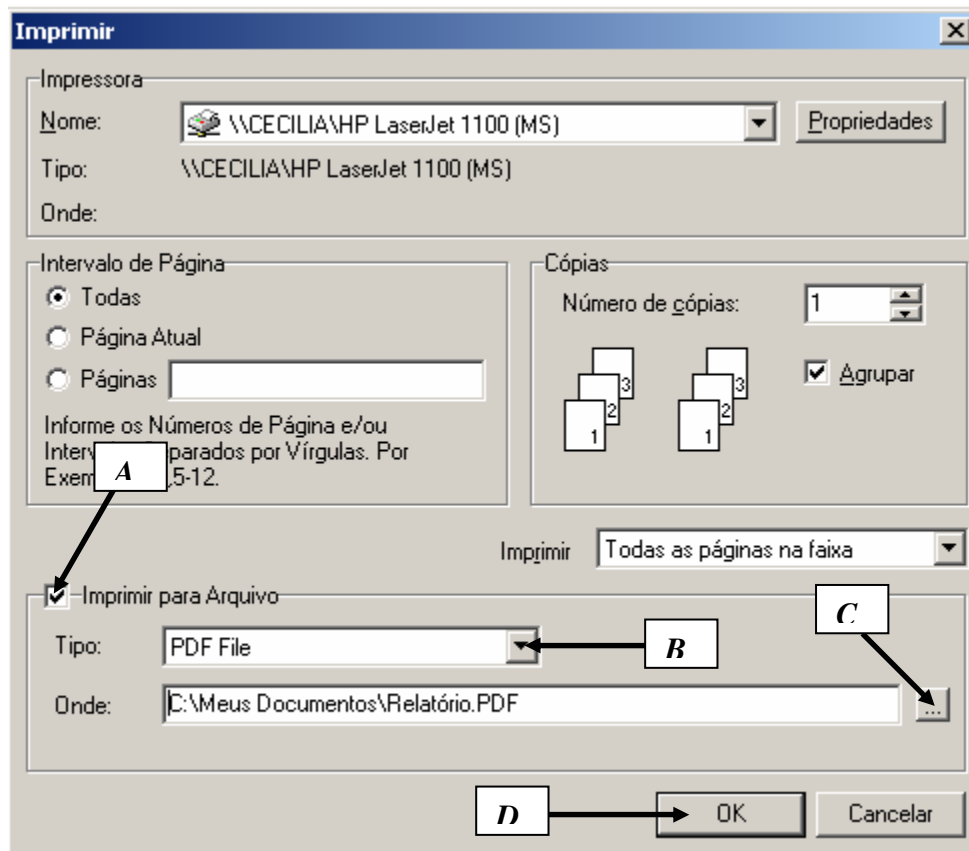 Imprimir
Impressora
Nome: \\CECILIA\HP LaserJet 1100 (MS) Propriedades
Tipo: \\CECILIA\HP LaserJet 1100 (MS)
Onde:
Intervalo de Página
Todas
Página Atual
Páginas
Informe os Números de Página e/ou
por Vírgulas. Por
,5-12.
Cópias
Número de cópias: 1
Agrupar
3 3
2 2
1 1
A
Imprimir Todas as páginas na faixa
Imprimir para Arquivo
C
Tipo: PDF File
B
Onde: C:\Meus Documentos\Relatório.PDF ...
D
OK Cancelar